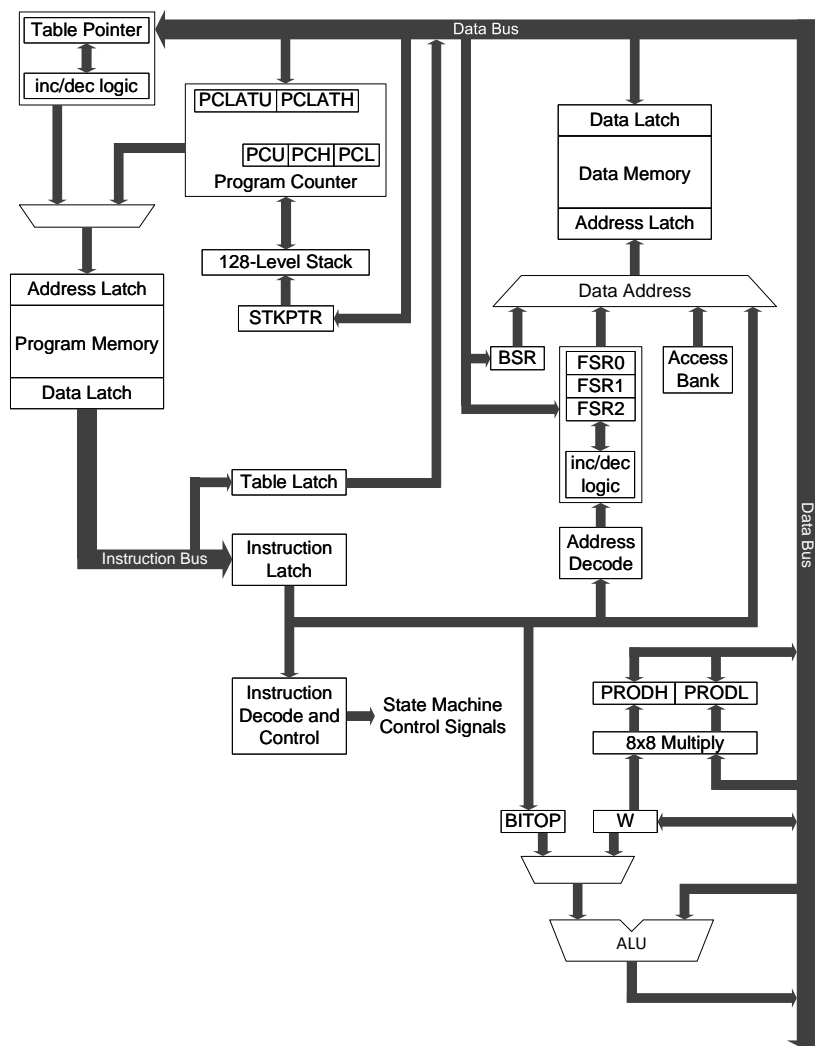 Table Pointer
inc/dec logic
Data Bus
PCLATU PCLATH
PCU PCH PCL
Program Counter
128-Level Stack
STKPTR
Address Latch
Program Memory
Data Latch
Data Latch
Data Memory
Address Latch
Data Address
BSR
FSR0
FSR1
FSR2
inc/dec
logic
Access
Bank
Address
Decode
Table Latch
Instruction Bus
Instruction
Latch
Instruction
Decode and
Control
State Machine
Control Signals
Data Bus
PRODH PRODL
8x8 Multiply
BITOP
W
ALU